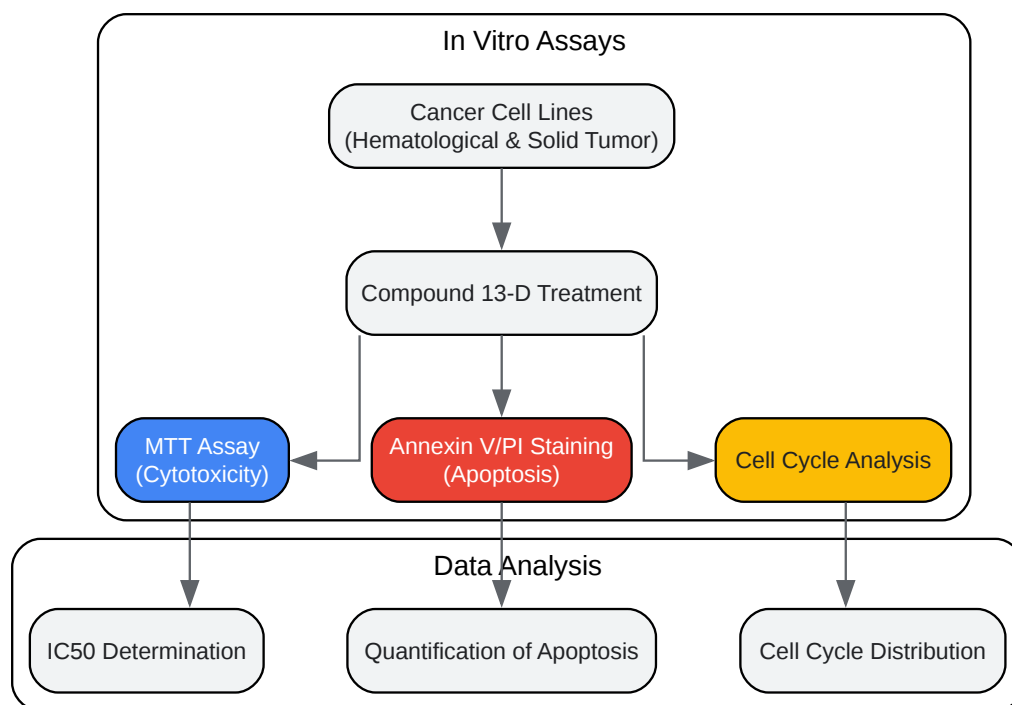 In Vitro Assays
Cancer Cell Lines
(Hematological & Solid Tumor)
Compound 13-D Treatment
MTT Assay
(Cytotoxicity)
Annexin V/PI Staining
(Apoptosis)
Cell Cycle Analysis
Data Analysis
IC50 Determination
Quantification of Apoptosis
Cell Cycle Distribution